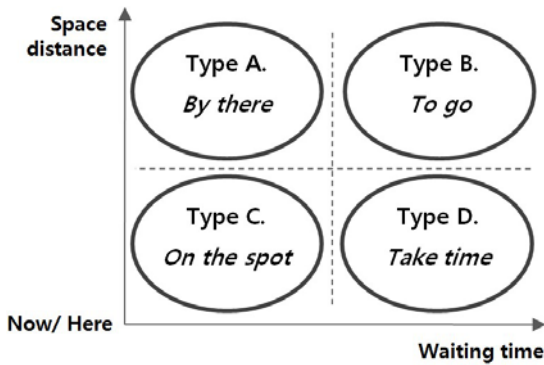 Space
distance
Type A.
By there
Type B.
To go
Type C.
On the spot
Type D.
Take time
Now/ Here
Waiting time